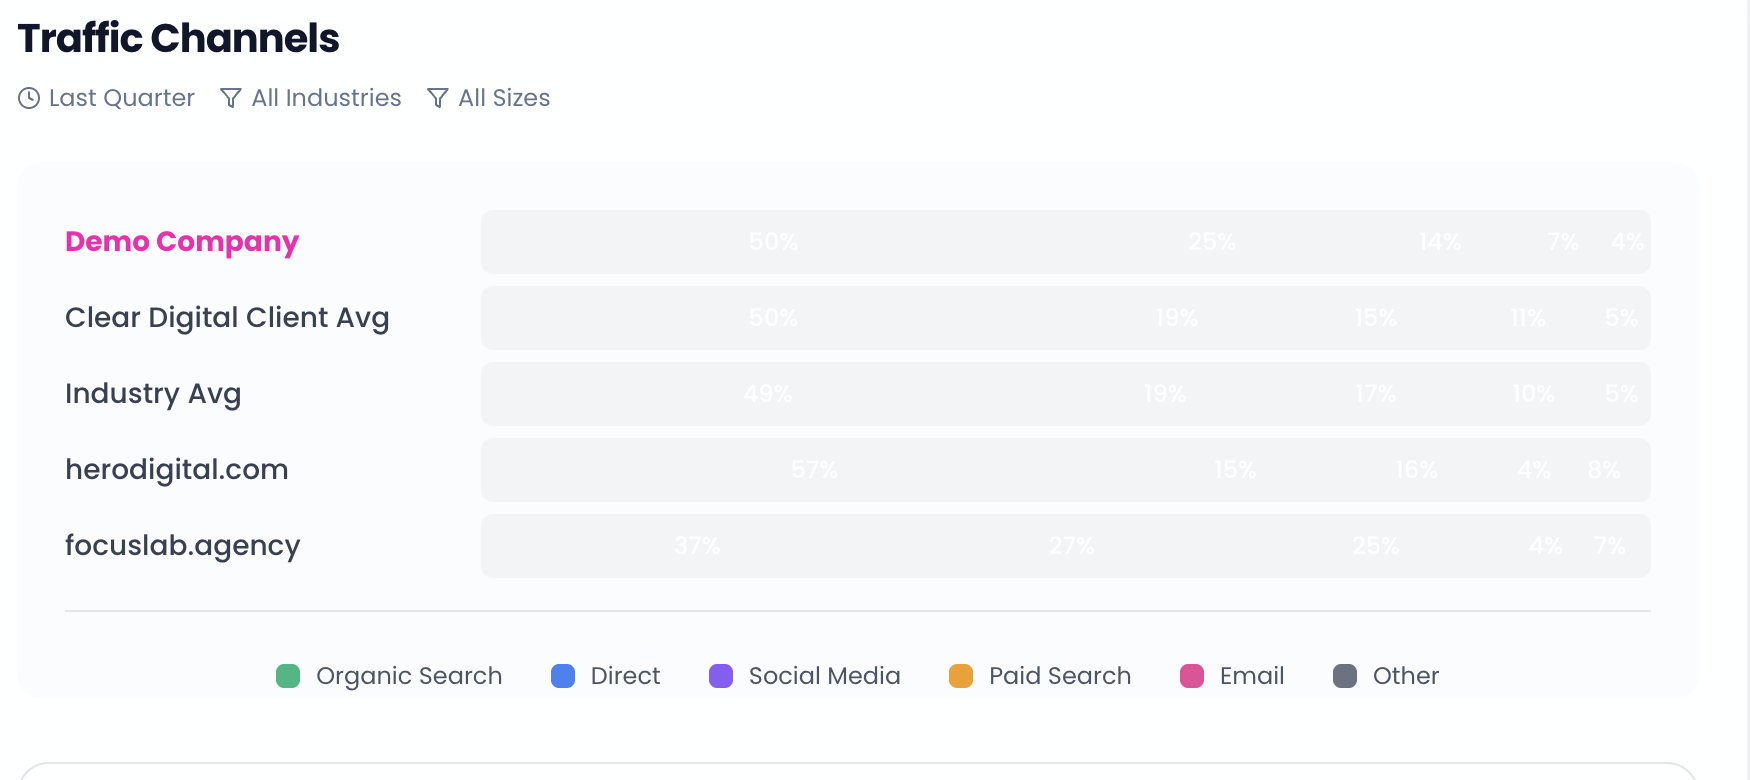 Traffic Channels
Last Quarter All Industries All Sizes
Demo Company 50% 25% 14% 7% 4%
Clear Digital Client Avg 50% 19% 15% 11% 5%
Industry Avg 49% 19% 17% 10% 5%
herodigital.com 57% 15% 16% 4% 8%
focuslab.agency 37% 27% 25% 4% 7%
Organic Search Direct Social Media Paid Search Email Other